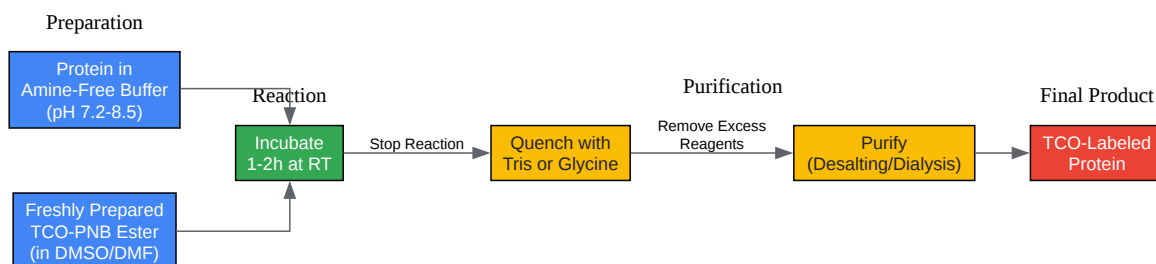 Preparation
Protein in
Amine-Free Buffer
(pH 7.2-8.5)
Freshly Prepared
TCO-PNB Ester
(in DMSO/DMF)
Reaction
Incubate
1-2h at RT
Stop Reaction
Purification
Quench with
Tris or Glycine
Remove Excess
Reagents
Purify
(Desalting/Dialysis)
Final Product
TCO-Labeled
Protein